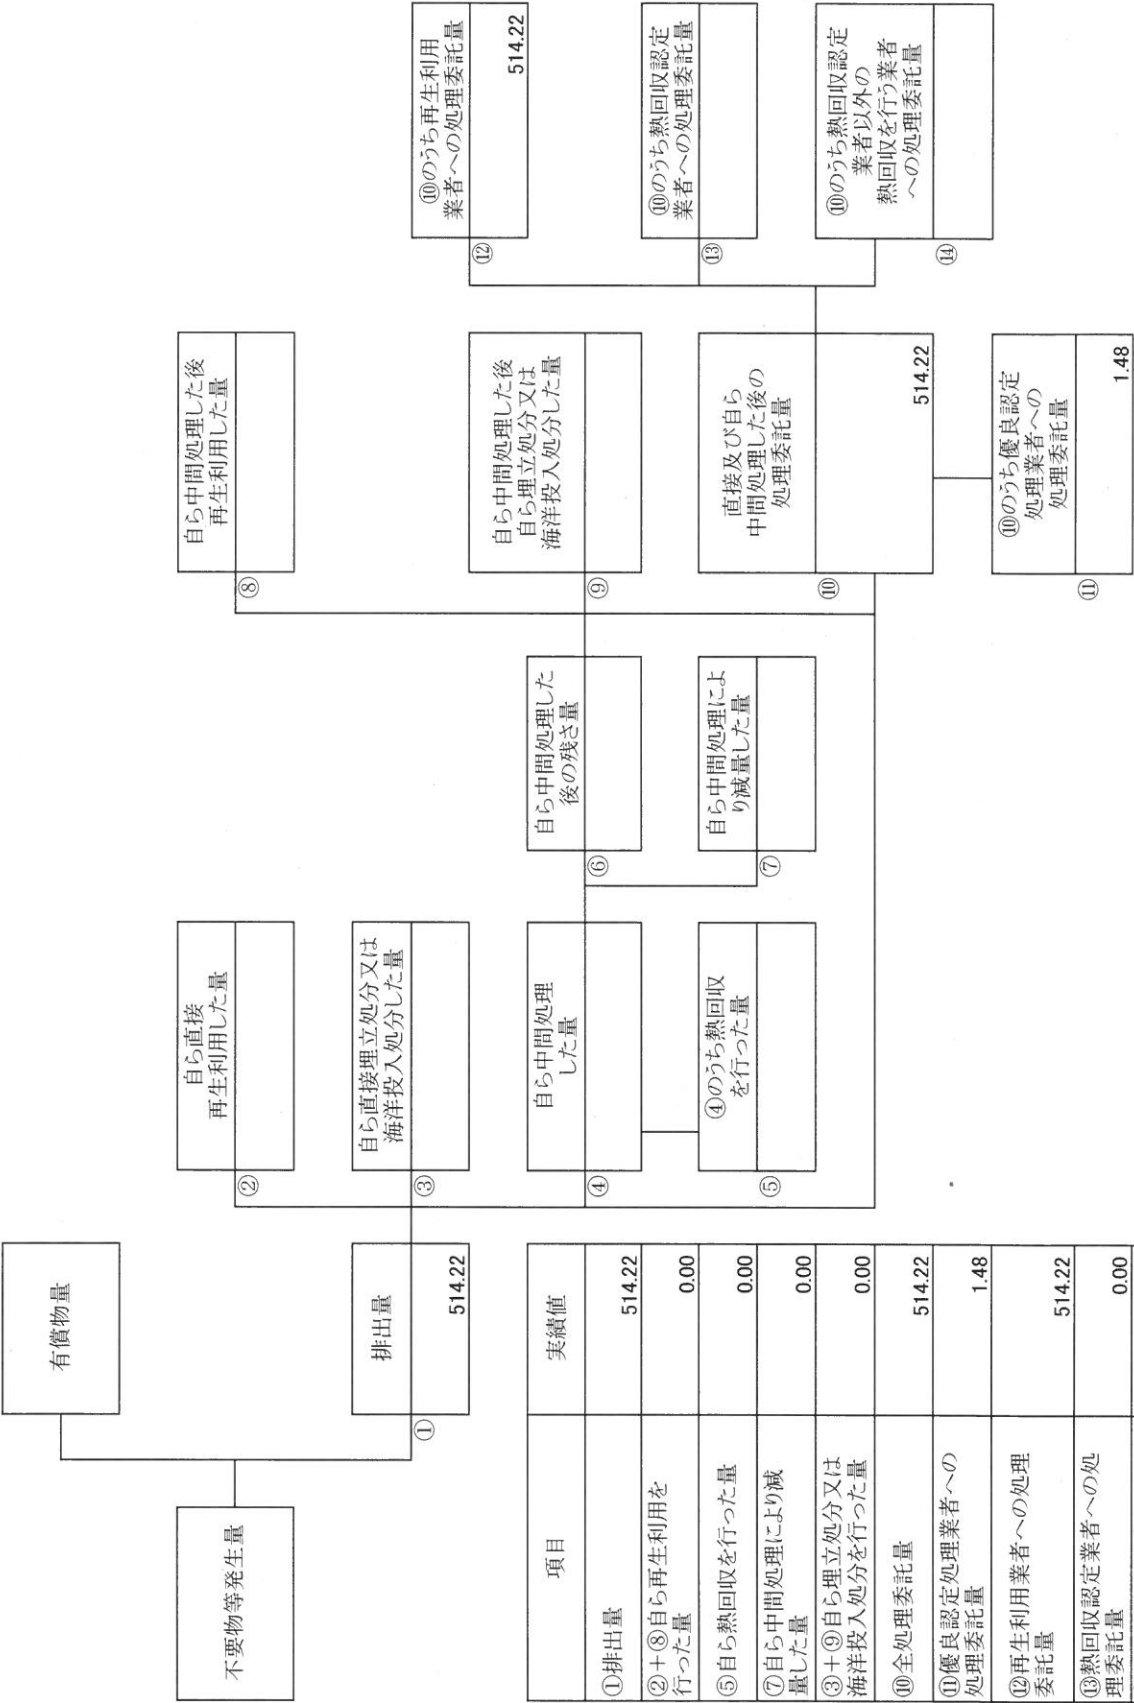 不要物等発生量
有償物量
排出量
①
514.22
自ら直接
再生利用した量
②
自ら直接埋立処分又は
海洋投入処分した量
③
自ら中間処理
した量
④
④のうち熱回収
を行った量
⑤
自ら中間処理した
後の残さ量
⑥
自ら中間処理によ
り減量した量
⑦
自ら中間処理した後
再生利用した量
⑧
自ら中間処理した後
自ら埋立処分又は
海洋投入処分した量
⑨
直接及び自ら
中間処理した後の
処理委託量
⑩
514.22
⑩のうち優良認定
処理業者への
処理委託量
⑪
1.48
⑩のうち再生利用
業者への処理委託量
⑫
514.22
⑩のうち熱回収認定
業者への処理委託量
⑬
⑩のうち熱回収認定
業者以外の
熱回収を行う業者
への処理委託量
⑭
項目 実績値
①排出量 514.22
②+⑧自ら再生利用を
行った量 0.00
⑤自ら熱回収を行った量 0.00
⑦自ら中間処理により減
量した量 0.00
③+⑨自ら埋立処分又は
海洋投入処分を行った量 0.00
⑩全処理委託量 514.22
⑪優良認定処理業者への
処理委託量 1.48
⑫再生利用業者への処理
委託量 514.22
⑬熱回収認定業者への処
理委託量 0.00